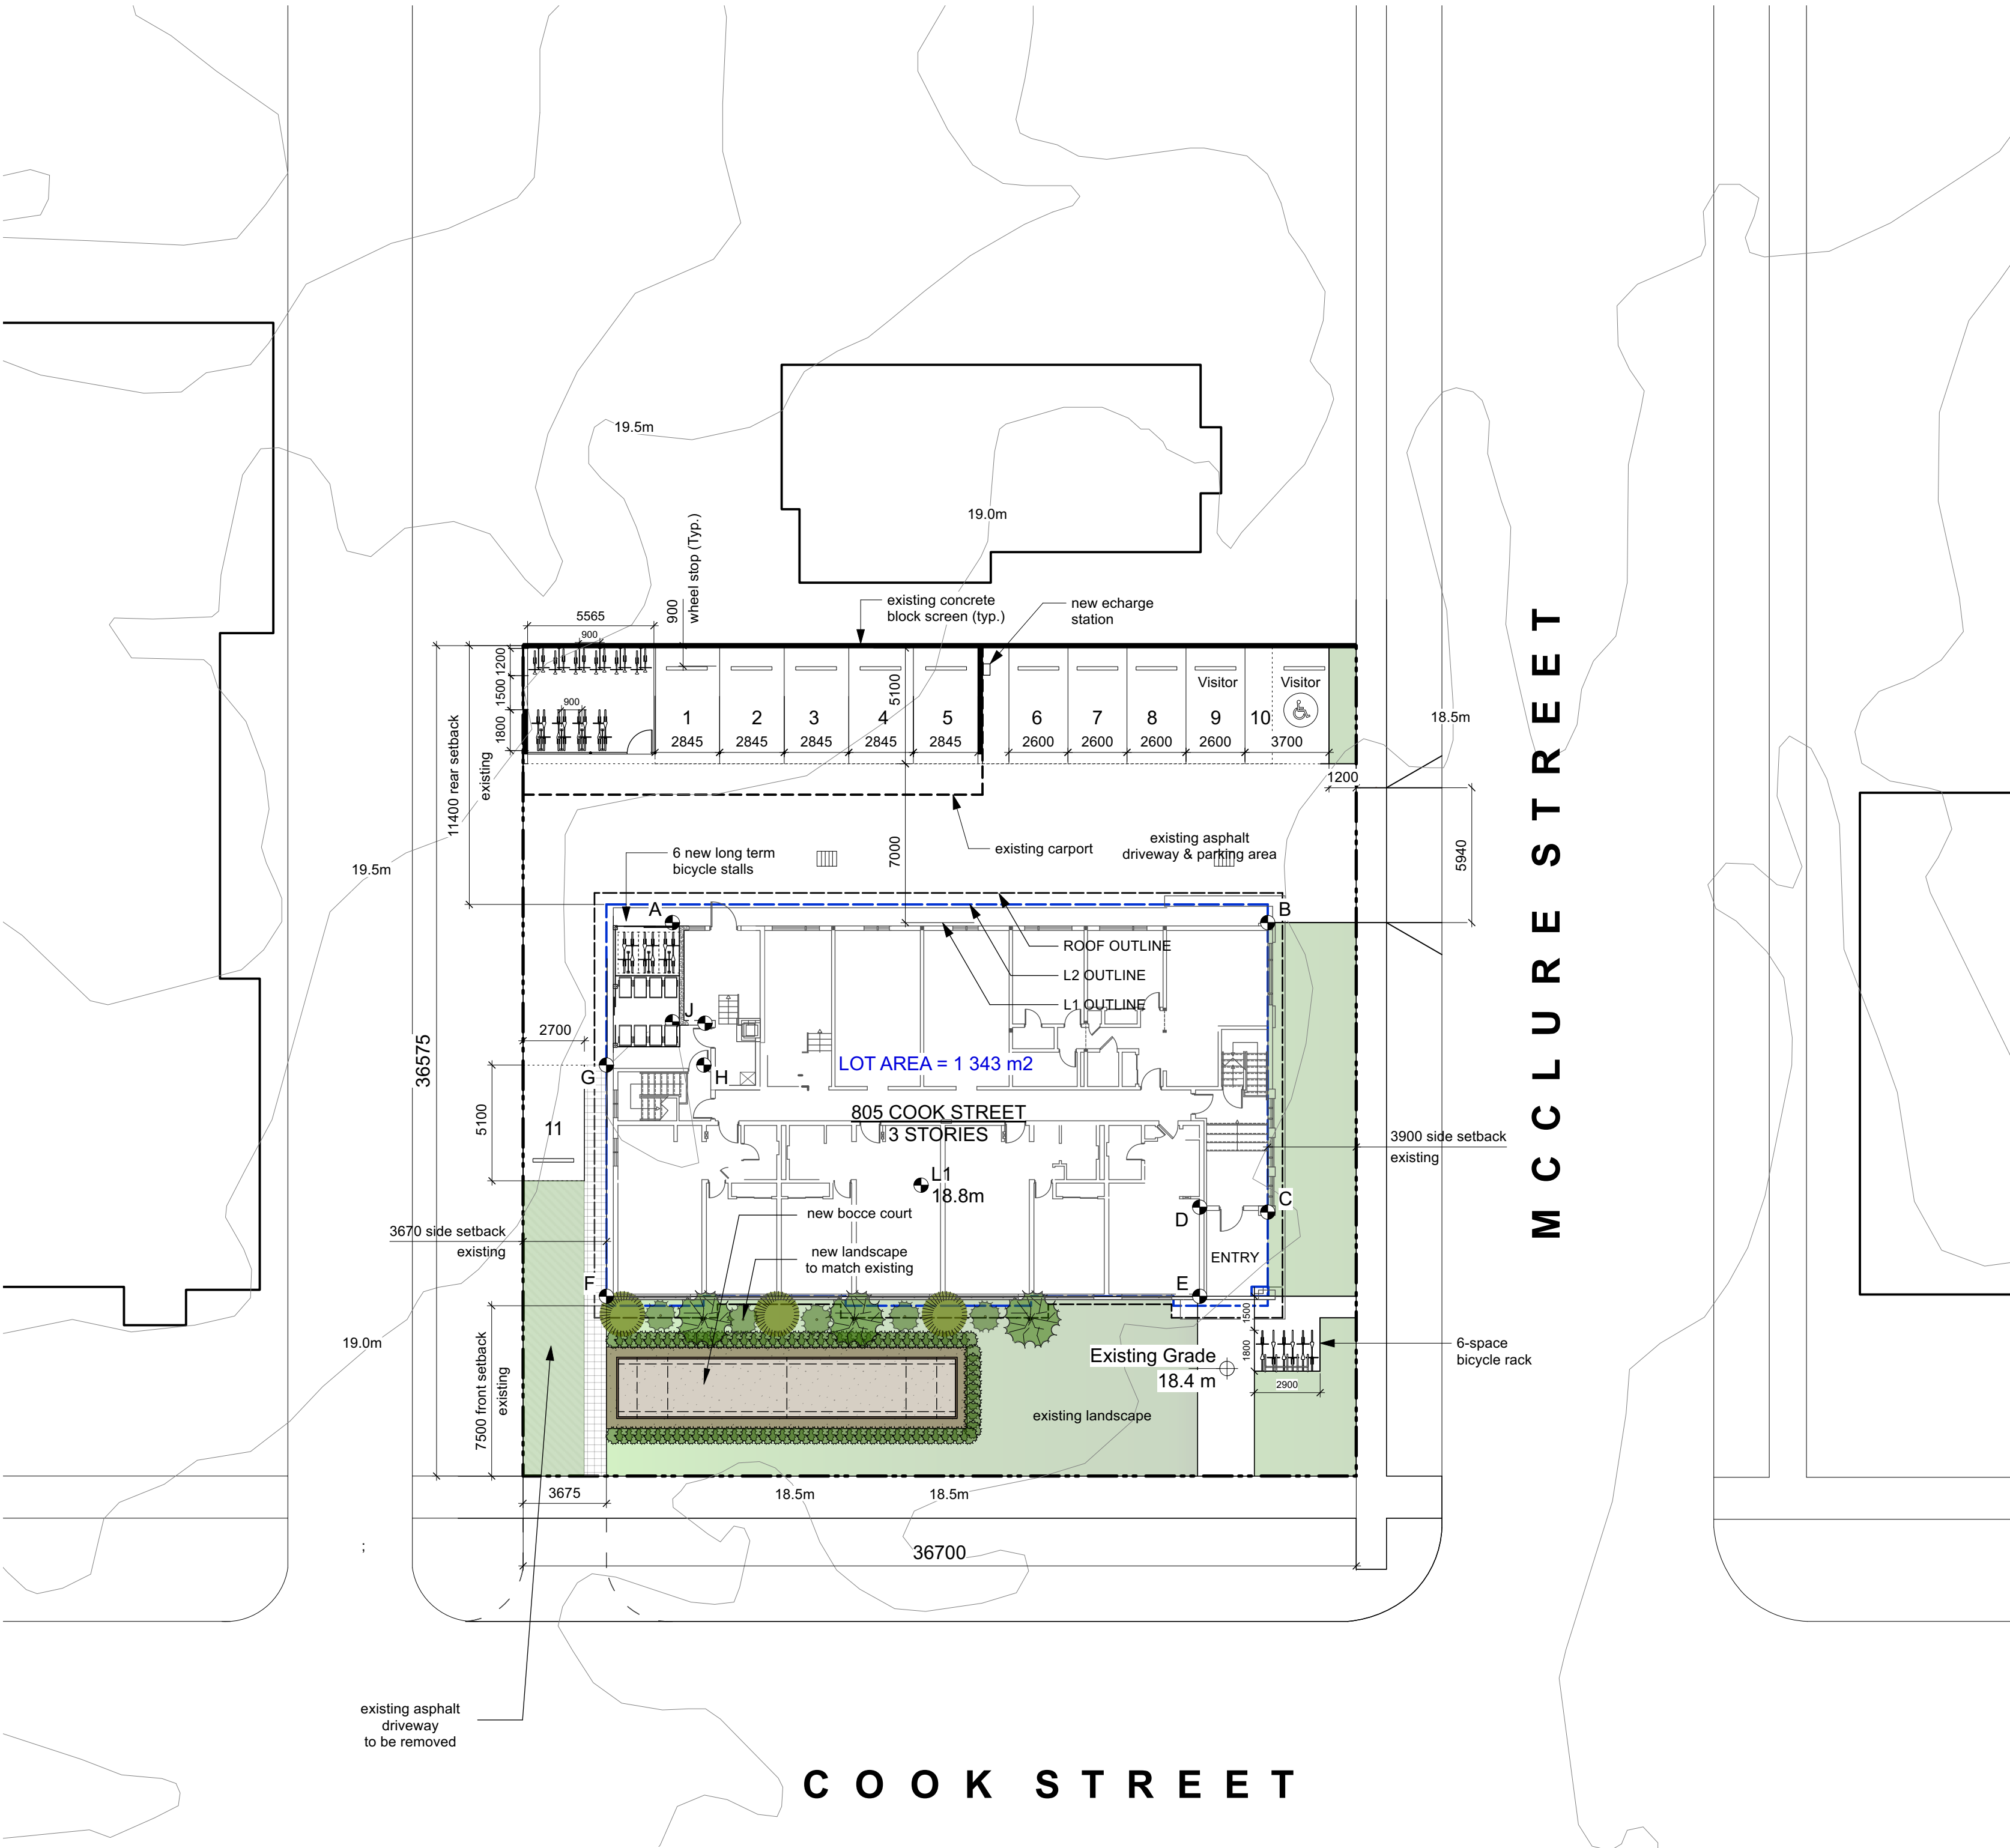 19.5m
19.0m
wheel stop (Typ.)
900
existing concrete
block screen (typ.)
new echarge
station
5565
900
1200
1500
1800
900
5100
Visitor
Visitor
1
2
3
4
5
6
7
8
9
10
2845
2845
2845
2845
2845
2600
2600
2600
2600
3700
18.5m
1200
11400 rear setback
existing
19.5m
6 new long term
bicycle stalls
7000
existing carport
existing asphalt
driveway & parking area
5940
A
B
ROOF OUTLINE
L2 OUTLINE
L1 OUTLINE
J
2700
36575
G
H
LOT AREA = 1 343 m2
805 COOK STREET
3 STORIES
5100
11
3900 side setback
existing
L1
18.8m
new bocce court
C
D
3670 side setback
existing
new landscape
to match existing
ENTRY
F
E
1500
1800
19.0m
Existing Grade
18.4 m
6-space
bicycle rack
2900
7500 front setback
existing
existing landscape
3675
18.5m
18.5m
;
36700
existing asphalt
driveway
to be removed
MCCLURE STREET
COOK STREET